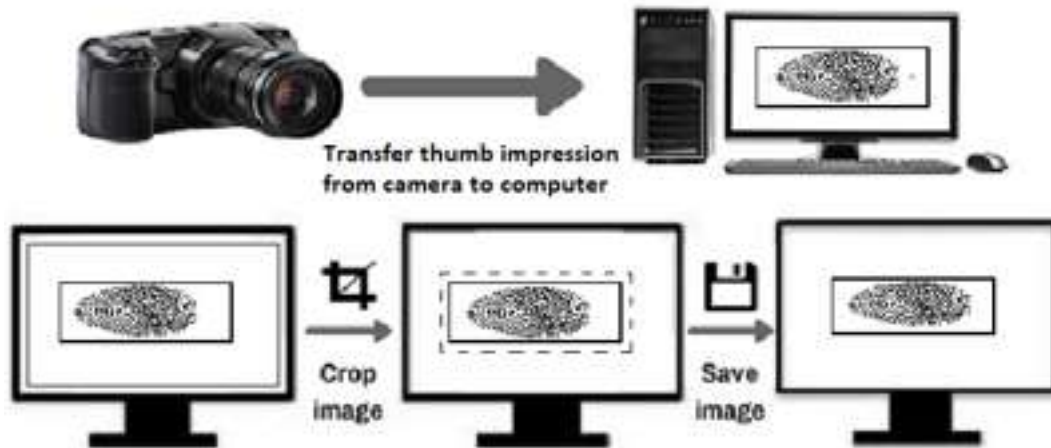 Transfer thumb impression
from camera to computer
Crop
image
Save
image